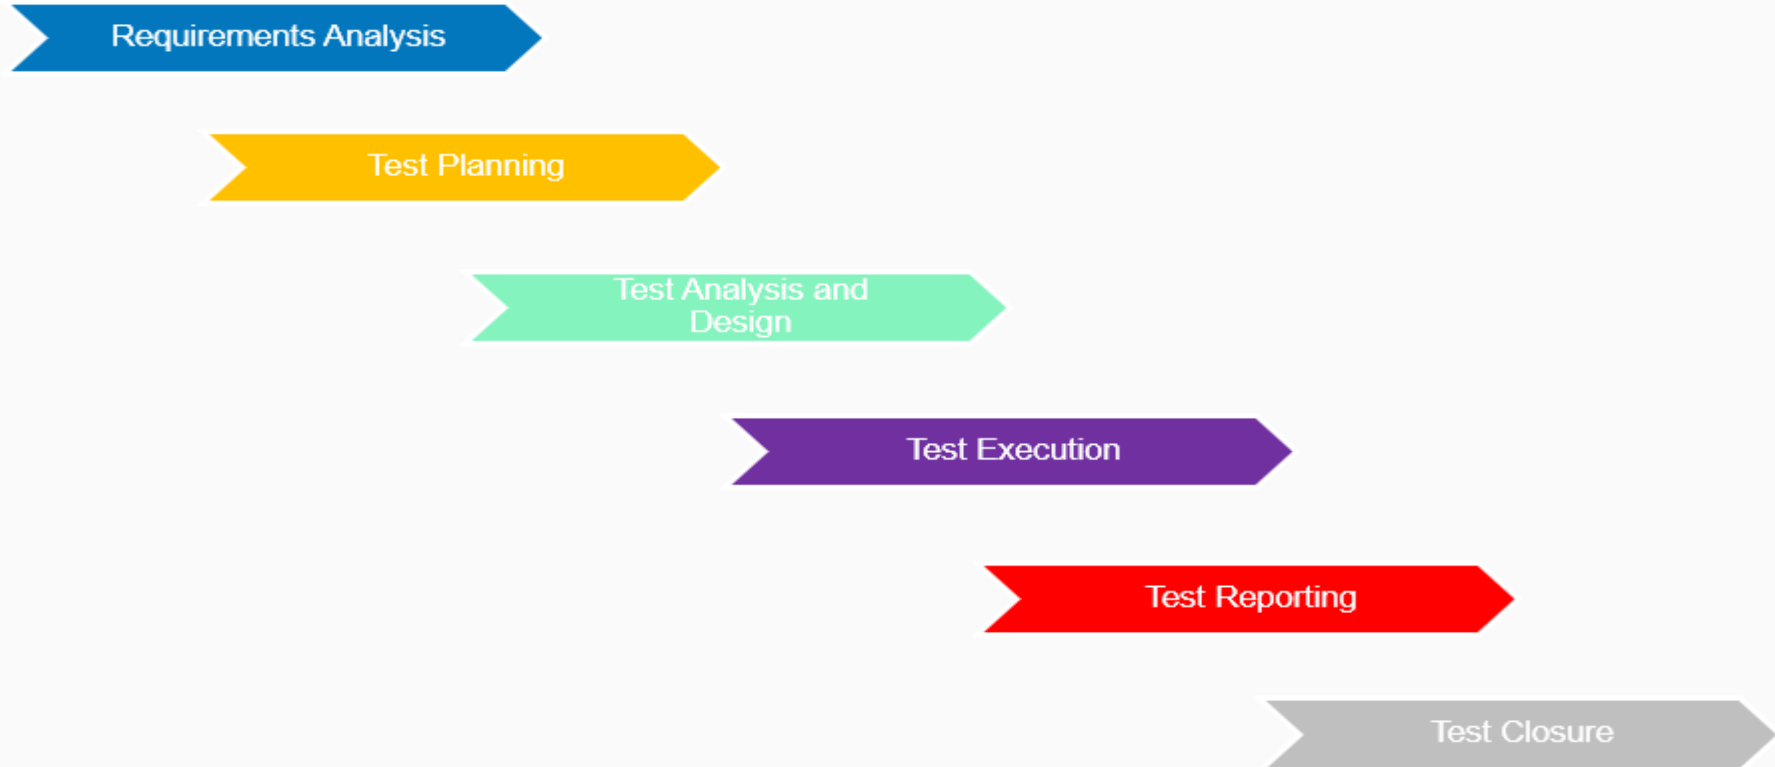 Requirements Analysis
Test Planning
Test Analysis and
Design
Test Execution
Test Reporting
Test Closure